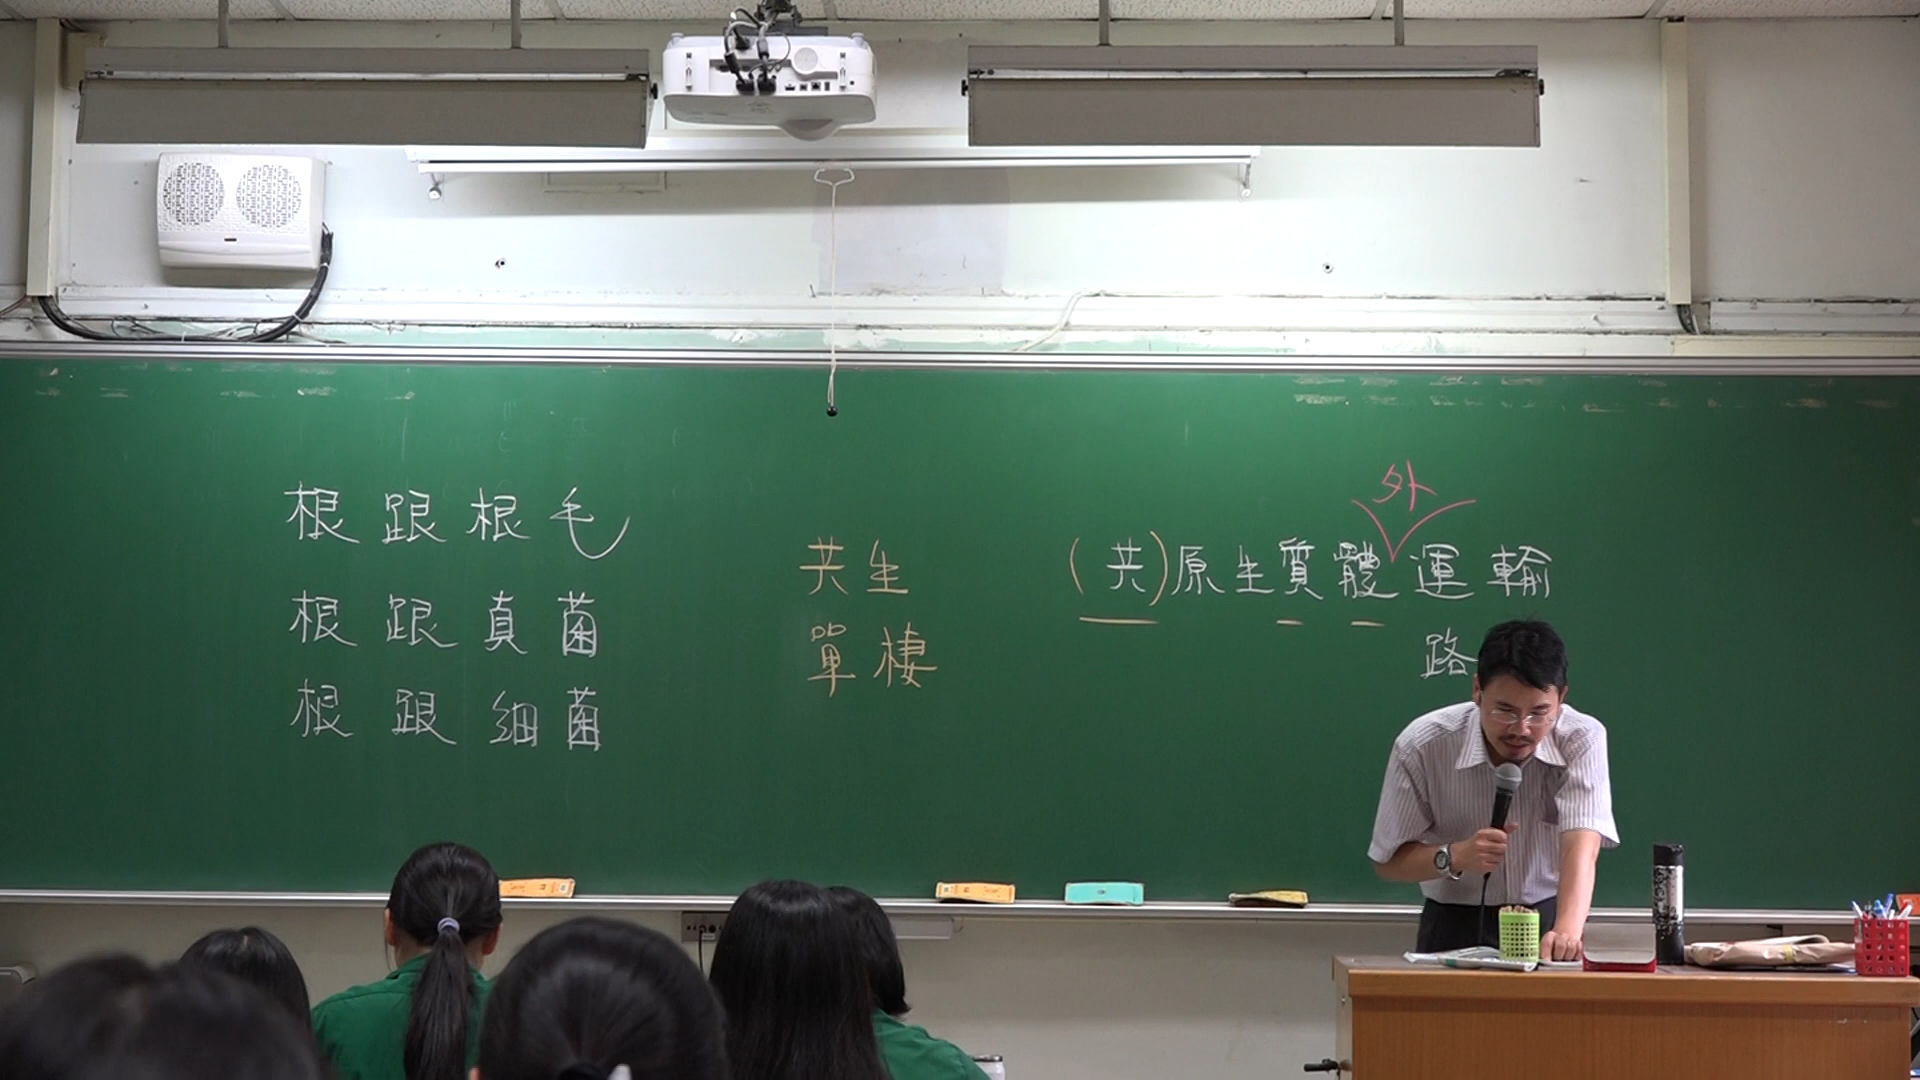 根跟根毛
根跟真菌
根跟细菌
共生
單棲
外
(共)原生質體運輸
路